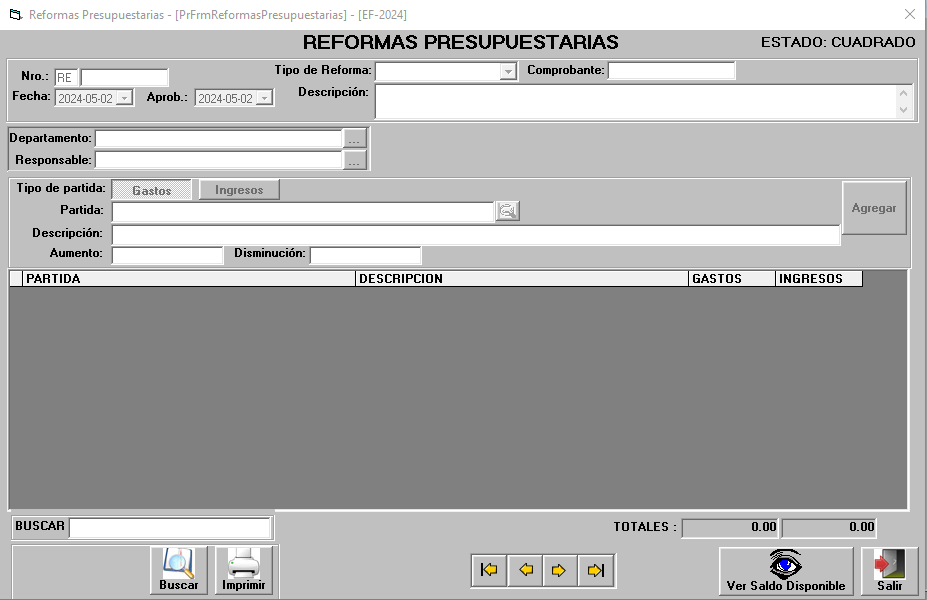 Reformas Presupuestarias - [PrFrmReformasPresupuestarias] - [EF-2024]
REFORMAS PRESUPUESTARIAS
ESTADO: CUADRADO
Nro.: RE
Tipo de Reforma:
Comprobante:
Fecha: 2024-05-02 Aprob.: 2024-05-02
Descripción:
Departamento: ...
Responsable: ...
Tipo de partida: Gastos Ingresos
Partida:
Agregar
Descripción:
Aumento: Disminución:
PARTIDA DESCRIPCION GASTOS INGRESOS
BUSCAR
TOTALES : 0.00 0.00
Buscar Imprimir Ver Saldo Disponible Salir